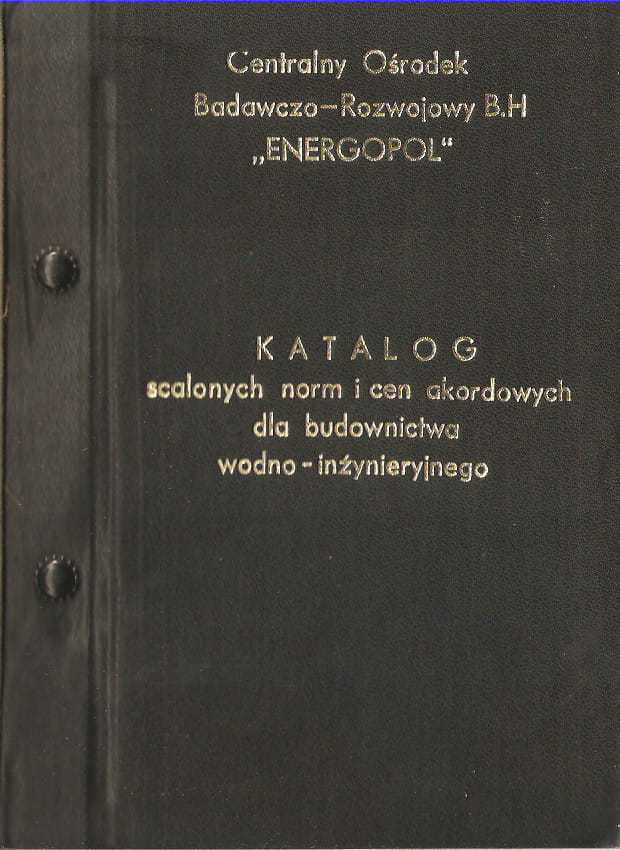 Centralny Ośrodek
Badawczo-Rozwojowy B.H
„ENERGOPOL"
KATALOG
scalonych norm i cen akordowych
dla budownictwa
wodno-inżynieryjnego